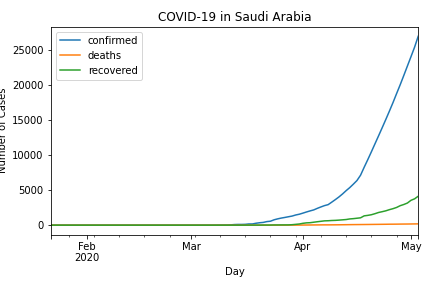 COVID-19 in Saudi Arabia
confirmed
deaths
recovered
Number of Cases
25000
20000
15000
10000
5000
0
Feb
2020
Mar
Apr
May
Day